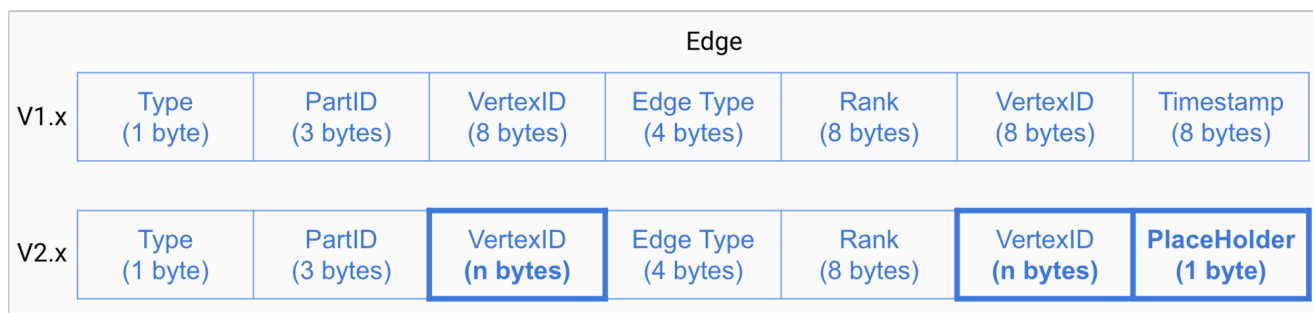 Edge
V1.x
Type
(1 byte)
PartID
(3 bytes)
VertexID
(8 bytes)
Edge Type
(4 bytes)
Rank
(8 bytes)
VertexID
(8 bytes)
Timestamp
(8 bytes)
V2.x
Type
(1 byte)
PartID
(3 bytes)
VertexID
(n bytes)
Edge Type
(4 bytes)
Rank
(8 bytes)
VertexID
(n bytes)
PlaceHolder
(1 byte)